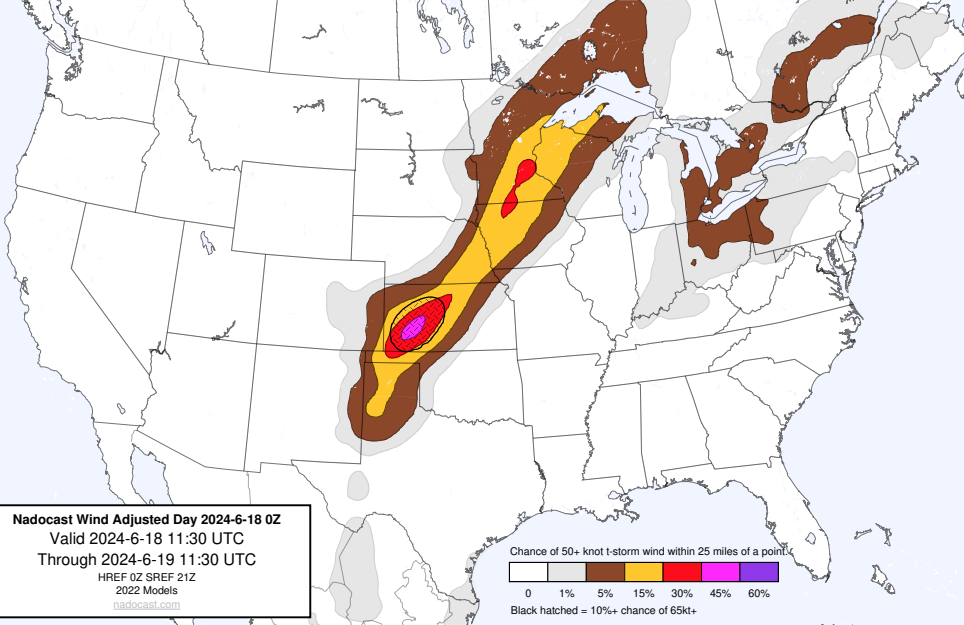 Nadocast Wind Adjusted Day 2024-6-18 0Z
Valid 2024-6-18 11:30 UTC
Through 2024-6-19 11:30 UTC
HREF 0Z SREF 21Z
2022 Models
nadocast.com
Chance of 50+ knot t-storm wind within 25 miles of a point.
0 1% 5% 15% 30% 45% 60%
Black hatched = 10%+ chance of 65kt+